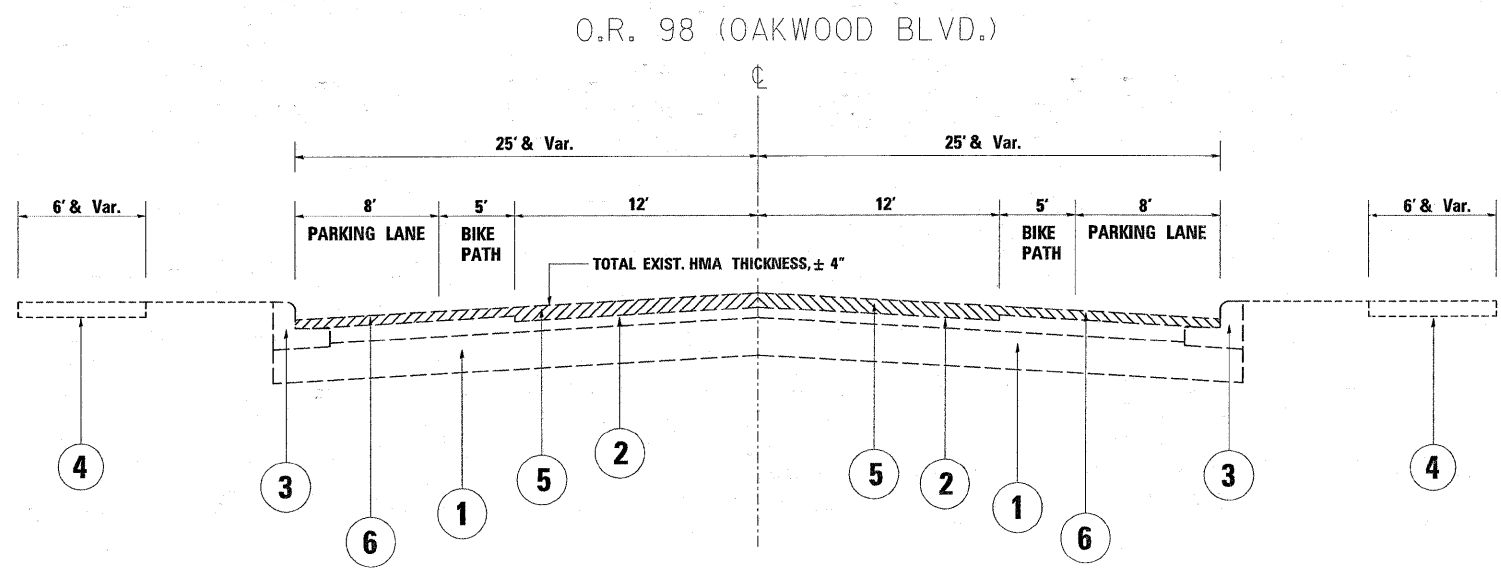 O.R. 98 (OAKWOOD BLVD.)
℄
25' & Var. 25' & Var.
6' & Var. 8' 5' 12' 12' 5' 8' 6' & Var.
PARKING LANE BIKE PATH BIKE PATH PARKING LANE
TOTAL EXIST. HMA THICKNESS, ± 4"
4 3 1 6 5 2 5 2 1 6 3 4